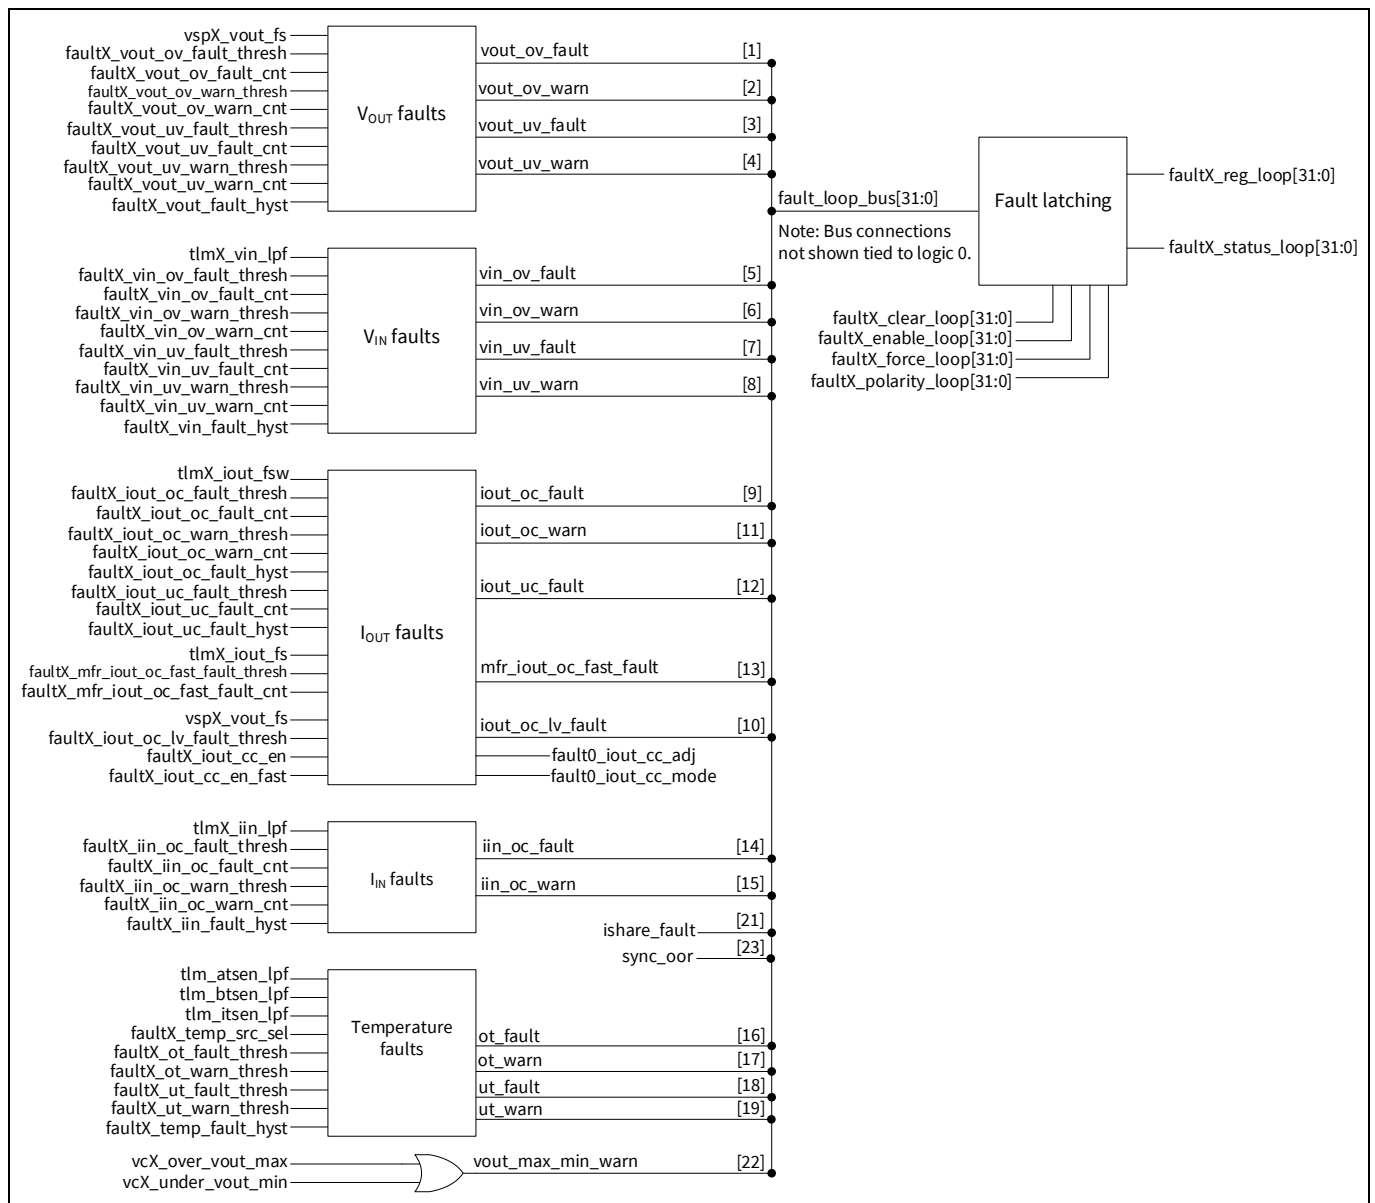 vspX_vout_fs
faultX_vout_ov_fault_thresh
faultX_vout_ov_fault_cnt
faultX_vout_ov_warn_thresh
faultX_vout_ov_warn_cnt
faultX_vout_uv_fault_thresh
faultX_vout_uv_fault_cnt
faultX_vout_uv_warn_thresh
faultX_vout_uv_warn_cnt
faultX_vout_fault_hyst
VOUT faults
vout_ov_fault [1]
vout_ov_warn [2]
vout_uv_fault [3]
vout_uv_warn [4]
fault_loop_bus[31:0]
Note: Bus connections
not shown tied to logic 0.
Fault latching
faultX_reg_loop[31:0]
faultX_status_loop[31:0]
faultX_clear_loop[31:0]
faultX_enable_loop[31:0]
faultX_force_loop[31:0]
faultX_polarity_loop[31:0]
tlmX_vin_lpf
faultX_vin_ov_fault_thresh
faultX_vin_ov_fault_cnt
faultX_vin_ov_warn_thresh
faultX_vin_ov_warn_cnt
faultX_vin_uv_fault_thresh
faultX_vin_uv_fault_cnt
faultX_vin_uv_warn_thresh
faultX_vin_uv_warn_cnt
faultX_vin_fault_hyst
VIN faults
vin_ov_fault [5]
vin_ov_warn [6]
vin_uv_fault [7]
vin_uv_warn [8]
tlmX_iout_fsw
faultX_iout_oc_fault_thresh
faultX_iout_oc_fault_cnt
faultX_iout_oc_warn_thresh
faultX_iout_oc_warn_cnt
faultX_iout_oc_fault_hyst
faultX_iout_uc_fault_thresh
faultX_iout_uc_fault_cnt
faultX_iout_uc_fault_hyst
tlmX_iout_fs
faultX_mfr_iout_oc_fast_fault_thresh
faultX_mfr_iout_oc_fast_fault_cnt
vspX_vout_fs
faultX_iout_oc_lv_fault_thresh
faultX_iout_cc_en
faultX_iout_cc_en_fast
IOUT faults
iout_oc_fault [9]
iout_oc_warn [11]
iout_uc_fault [12]
mfr_iout_oc_fast_fault [13]
iout_oc_lv_fault [10]
fault0_iout_cc_adj
fault0_iout_cc_mode
tlmX_iin_lpf
faultX_iin_oc_fault_thresh
faultX_iin_oc_fault_cnt
faultX_iin_oc_warn_thresh
faultX_iin_oc_warn_cnt
faultX_iin_fault_hyst
IIN faults
iin_oc_fault [14]
iin_oc_warn [15]
ishare_fault [21]
sync_oor [23]
tlm_atsen_lpf
tlm_btsen_lpf
tlm_itsen_lpf
faultX_temp_src_sel
faultX_ot_fault_thresh
faultX_ot_warn_thresh
faultX_ut_fault_thresh
faultX_ut_warn_thresh
faultX_temp_fault_hyst
Temperature
faults
ot_fault [16]
ot_warn [17]
ut_fault [18]
ut_warn [19]
vcX_over_vout_max
vcX_under_vout_min
vout_max_min_warn [22]